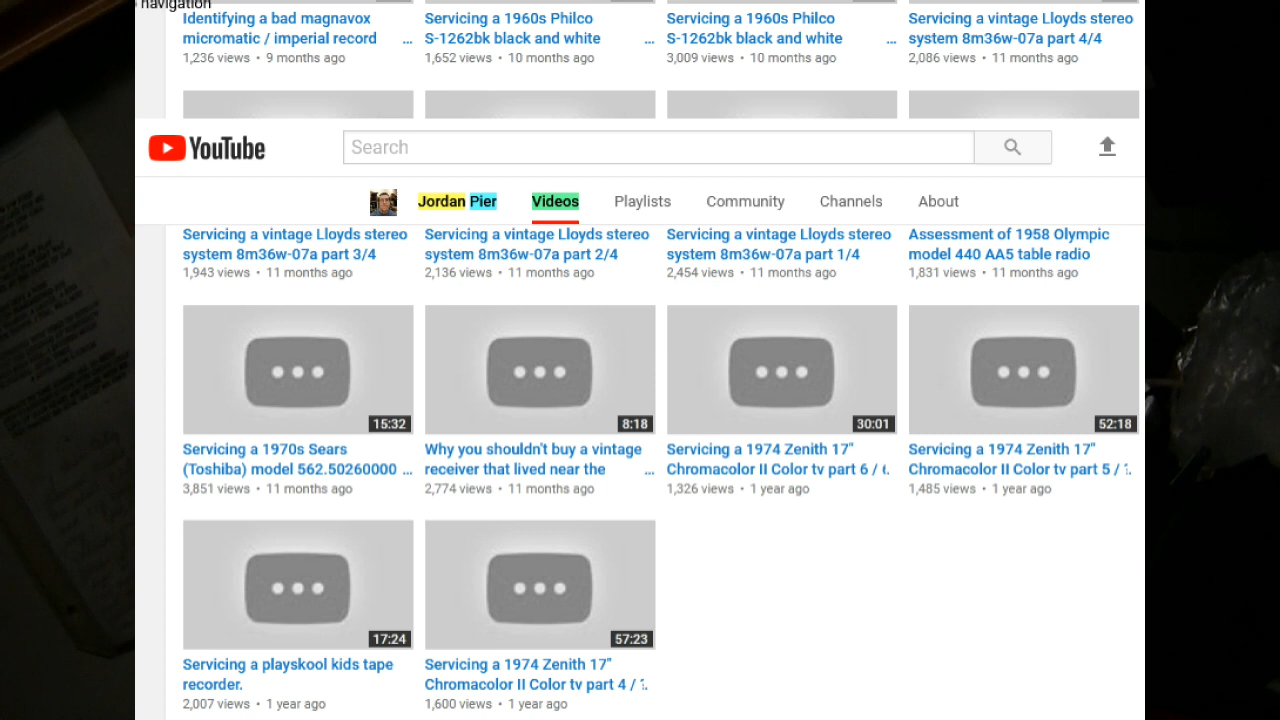 navigation
Identifying a bad magnavox
micromatic / imperial record ...
1,236 views • 9 months ago
Servicing a 1960s Philco
S-1262bk black and white ...
1,652 views • 10 months ago
Servicing a 1960s Philco
S-1262bk black and white ...
3,009 views • 10 months ago
Servicing a vintage Lloyds stereo
system 8m36w-07a part 4/4
2,086 views • 11 months ago
YouTube
Search
Jordan Pier
Videos
Playlists
Community
Channels
About
Servicing a vintage Lloyds stereo
system 8m36w-07a part 3/4
1,943 views • 11 months ago
Servicing a vintage Lloyds stereo
system 8m36w-07a part 2/4
2,136 views • 11 months ago
Servicing a vintage Lloyds stereo
system 8m36w-07a part 1/4
2,454 views • 11 months ago
Assessment of 1958 Olympic
model 440 AA5 table radio
1,831 views • 11 months ago
15:32
Servicing a 1970s Sears
(Toshiba) model 562.50260000 ...
3,851 views • 11 months ago
8:18
Why you shouldn't buy a vintage
receiver that lived near the ...
2,774 views • 11 months ago
30:01
Servicing a 1974 Zenith 17"
Chromacolor II Color tv part 6 /
1,326 views • 1 year ago
52:18
Servicing a 1974 Zenith 17"
Chromacolor II Color tv part 5 /
1,485 views • 1 year ago
17:24
Servicing a playskool kids tape
recorder.
2,007 views • 1 year ago
57:23
Servicing a 1974 Zenith 17"
Chromacolor II Color tv part 4 /
1,600 views • 1 year ago